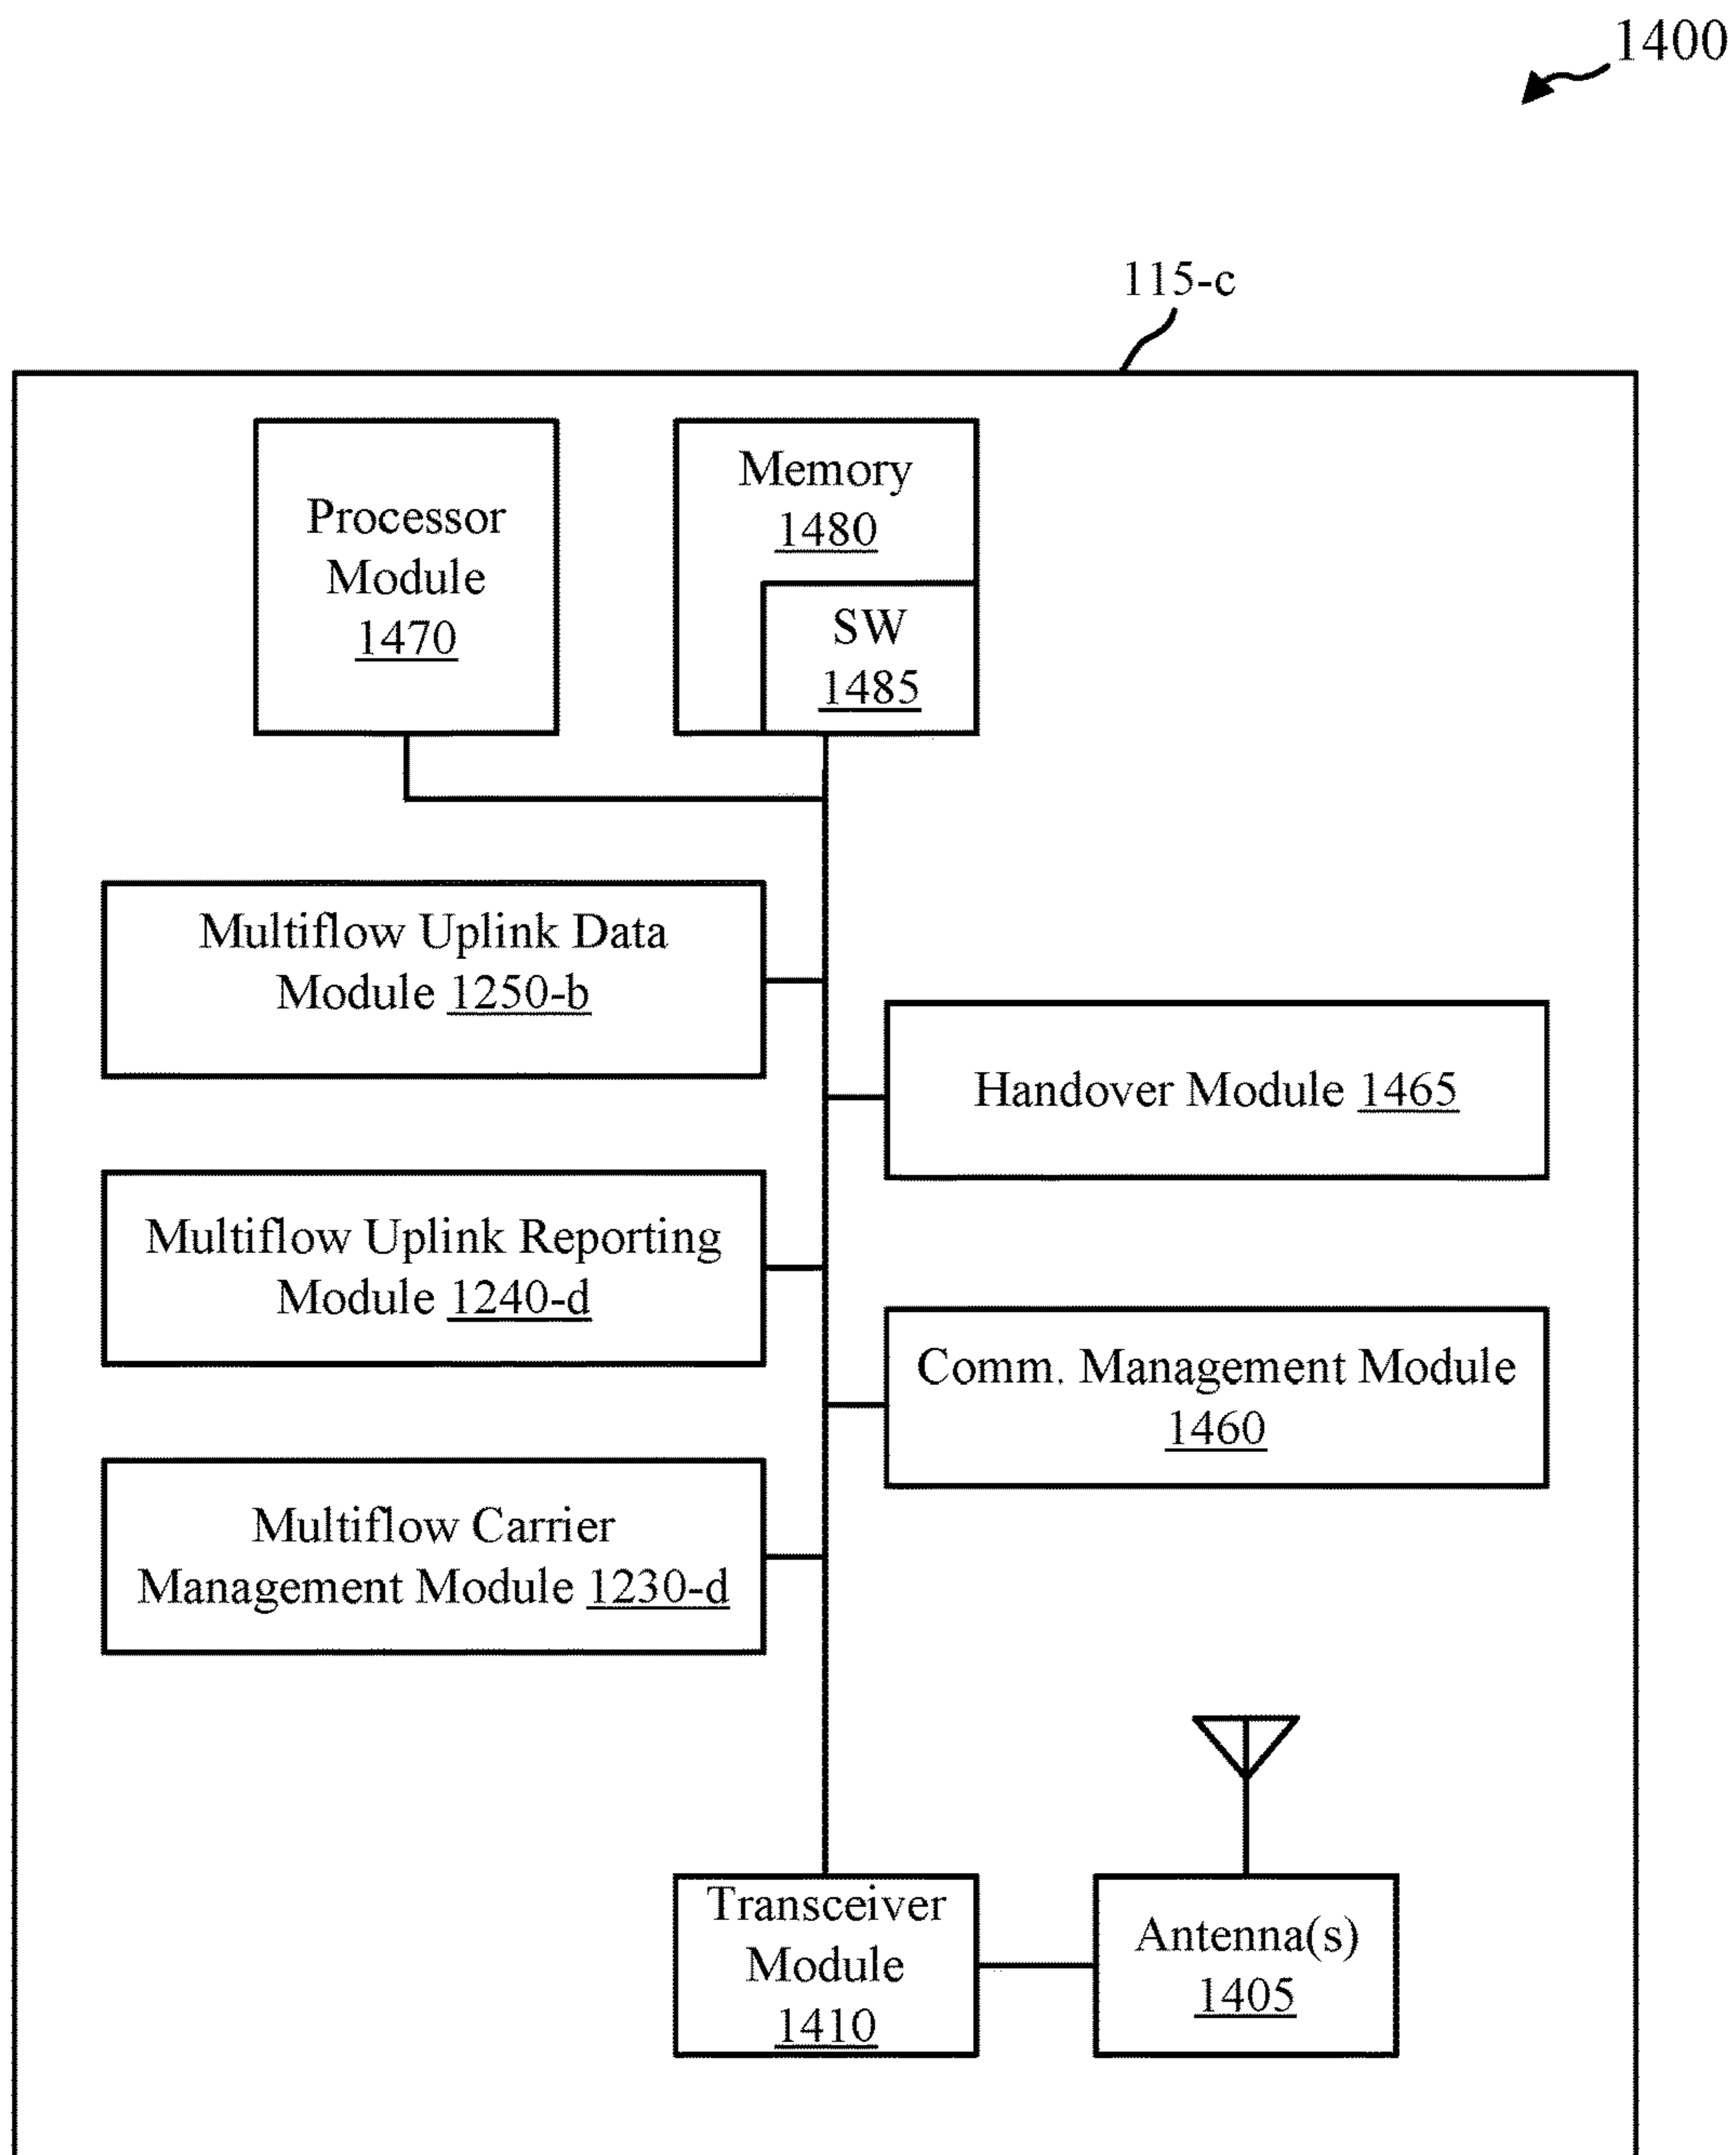 1400
115-c
Processor
Module
1470
Memory
1480
SW
1485
Multiflow Uplink Data
Module 1250-b
Handover Module 1465
Multiflow Uplink Reporting
Module 1240-d
Comm. Management Module
1460
Multiflow Carrier
Management Module 1230-d
Transceiver
Module
1410
Antenna(s)
1405